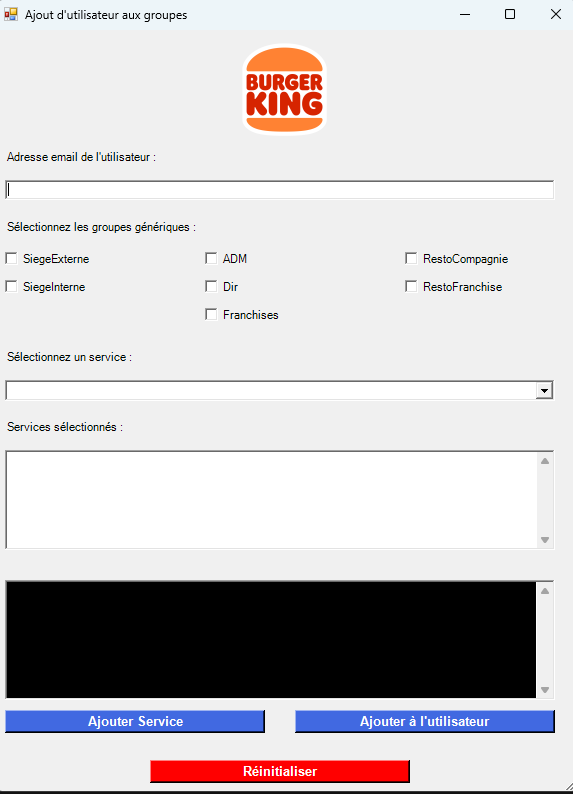 Ajout d'utilisateur aux groupes
BURGER
KING
Adresse email de l'utilisateur :
Sélectionnez les groupes génériques :
SiegeExterne ADM RestoCompagnie
SiegeInterne Dir RestoFranchise
Franchises
Sélectionnez un service :
Services sélectionnés :
Ajouter Service Ajouter à l'utilisateur
Réinitialiser